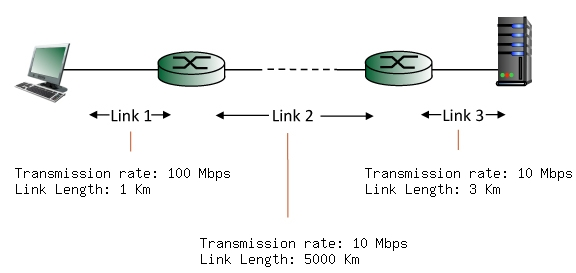 Link 1
Link 2
Link 3
Transmission rate: 100 Mbps
Link Length: 1 Km
Transmission rate: 10 Mbps
Link Length: 3 Km
Transmission rate: 10 Mbps
Link Length: 5000 Km